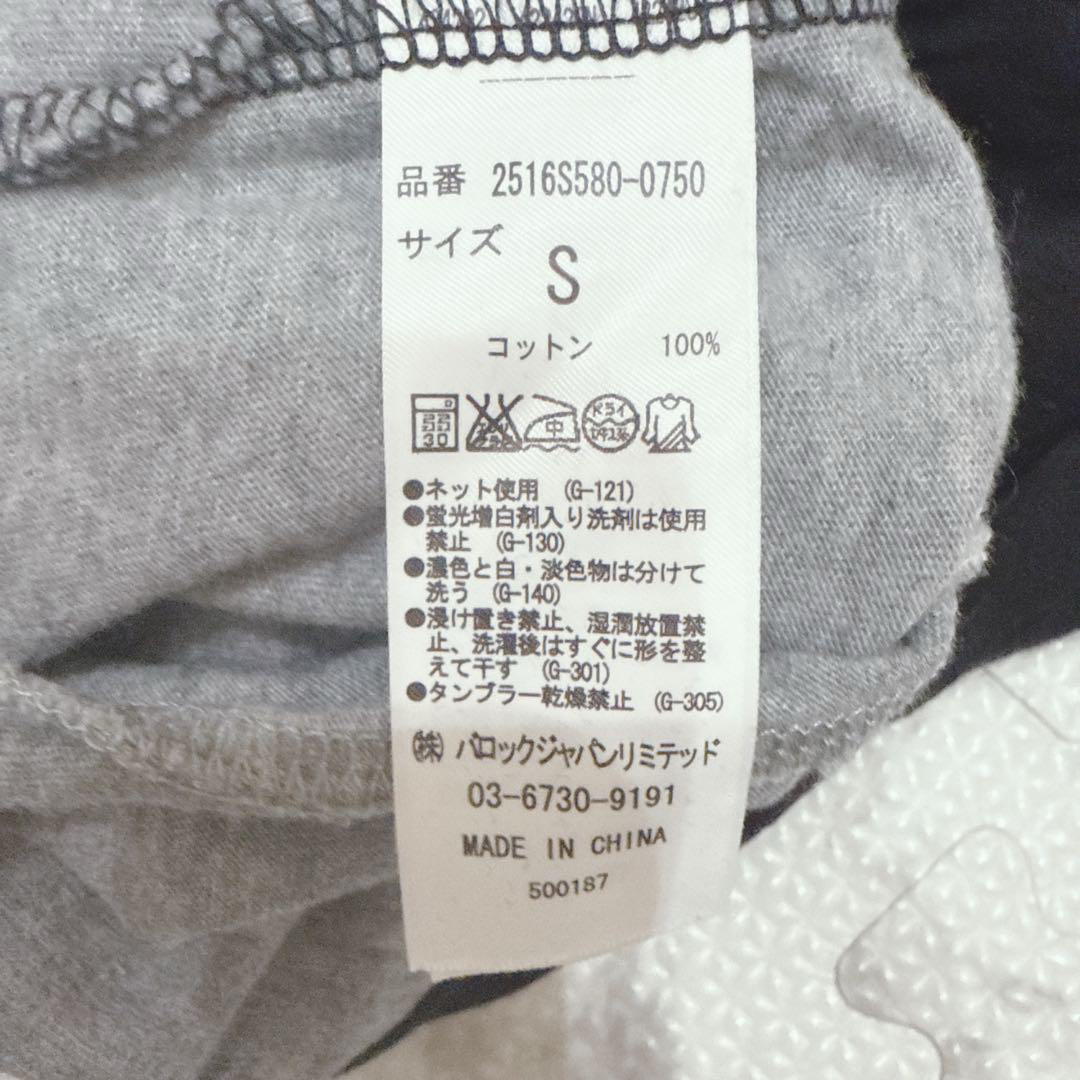 品番 2516S580-0750
サイズ
S
コットン 100%
30
中
ドライ
●ネット使用 (G-121)
●蛍光増白剤入り洗剤は使用
禁止 (G-130)
●濃色と白・淡色物は分けて
洗う (G-140)
●浸け置き禁止、湿潤放置禁
止、洗濯後はすぐに形を整
えて干す (G-301)
●タンブラー乾燥禁止 (G-305)
㈱ バロックジャパンリミテッド
03-6730-9191
MADE IN CHINA
500187